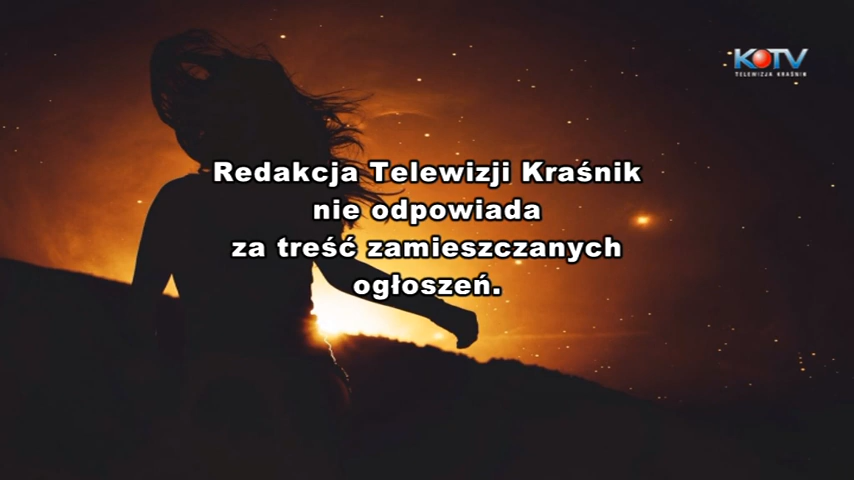 KOTV
TELEWIZJA KRAŚNIK
Redakcja Telewizji Kraśnik
nie odpowiada
za treść zamieszczanych
ogłoszeń.